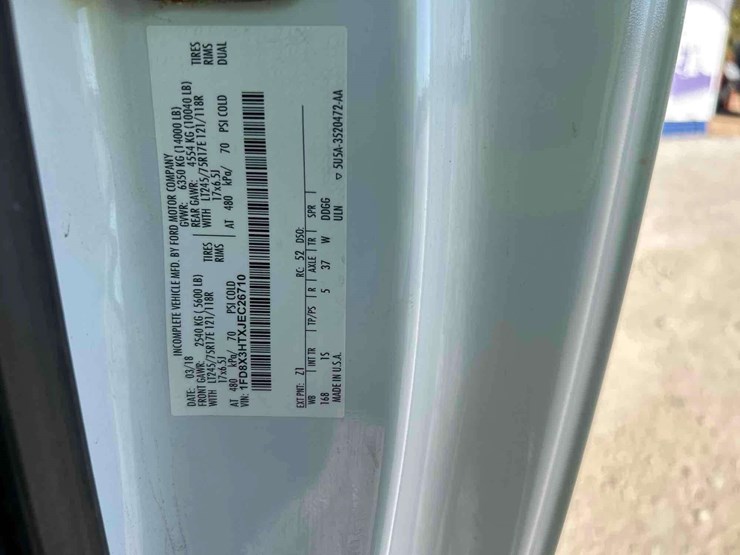 INCOMPLETE VEHICLE MFD. BY FORD MOTOR COMPANY
DATE: 03/18 GVWR: 6350 KG (14000 LB)
FRONT GAWR: 2540 KG (5600 LB) REAR GAWR: 4554 KG (10040 LB)
WITH LT245/75R17E 121/118R TIRES WITH LT245/75R17E 121/118R TIRES
17x6.5J RIMS 17x6.5J RIMS
AT 480 kPa/ 70 PSI COLD AT 480 kPa/ 70 PSI COLD DUAL
VIN: 1FD8X3HTXJEC26710
EXT PNT: Z1 RC: 52 DSO:
WB INT TR TP/PS R AXLE TR SPR
168 1S 5 37 W DDGG
MADE IN U.S.A. ULN
▽ 5U5A-3520472-AA